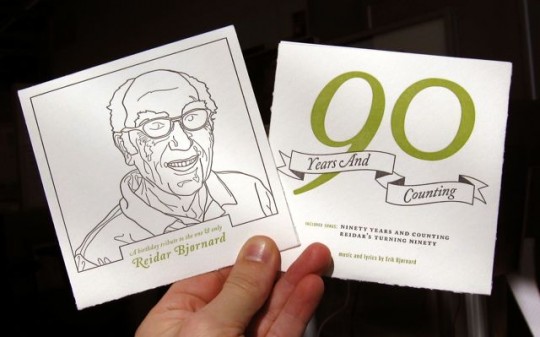 A birthday tribute to the one & only
Reidar Bjørnard
90
Years And
Counting
INCLUDES SONGS: NINETY YEARS AND COUNTING
REIDAR'S TURNING NINETY
music and lyrics by Erik Bjørnard